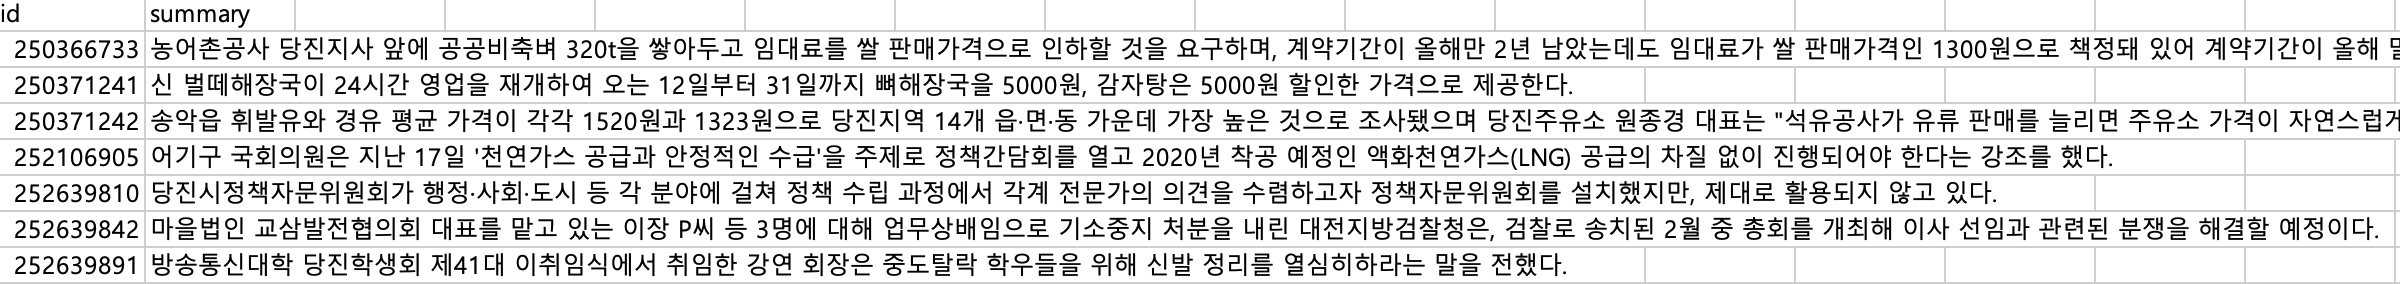 id summary
250366733 농어촌공사 당진지사 앞에 공공비축벼 320t을 쌓아두고 임대료를 쌀 판매가격으로 인하할 것을 요구하며, 계약기간이 올해만 2년 남았는데도 임대료가 쌀 판매가격인 1300원으로 책정돼 있어 계약기간이 올해
250371241 신 벌떼해장국이 24시간 영업을 재개하여 오는 12일부터 31일까지 뼈해장국을 5000원, 감자탕은 5000원 할인한 가격으로 제공한다.
250371242 송악읍 휘발유와 경유 평균 가격이 각각 1520원과 1323원으로 당진지역 14개 읍·면·동 가운데 가장 높은 것으로 조사됐으며 당진주유소 원종경 대표는 "석유공사가 유류 판매를 늘리면 주유소 가격이 자연스럽게
252106905 어기구 국회의원은 지난 17일 '천연가스 공급과 안정적인 수급'을 주제로 정책간담회를 열고 2020년 착공 예정인 액화천연가스(LNG) 공급의 차질 없이 진행되어야 한다는 강조를 했다.
252639810 당진시정책자문위원회가 행정·사회·도시 등 각 분야에 걸쳐 정책 수립 과정에서 각계 전문가의 의견을 수렴하고자 정책자문위원회를 설치했지만, 제대로 활용되지 않고 있다.
252639842 마을법인 교삼발전협의회 대표를 맡고 있는 이장 P씨 등 3명에 대해 업무상배임으로 기소중지 처분을 내린 대전지방검찰청은, 검찰로 송치된 2월 중 총회를 개최해 이사 선임과 관련된 분쟁을 해결할 예정이다.
252639891 방송통신대학 당진학생회 제41대 이취임식에서 취임한 강연 회장은 중도탈락 학우들을 위해 신발 정리를 열심히하라는 말을 전했다.